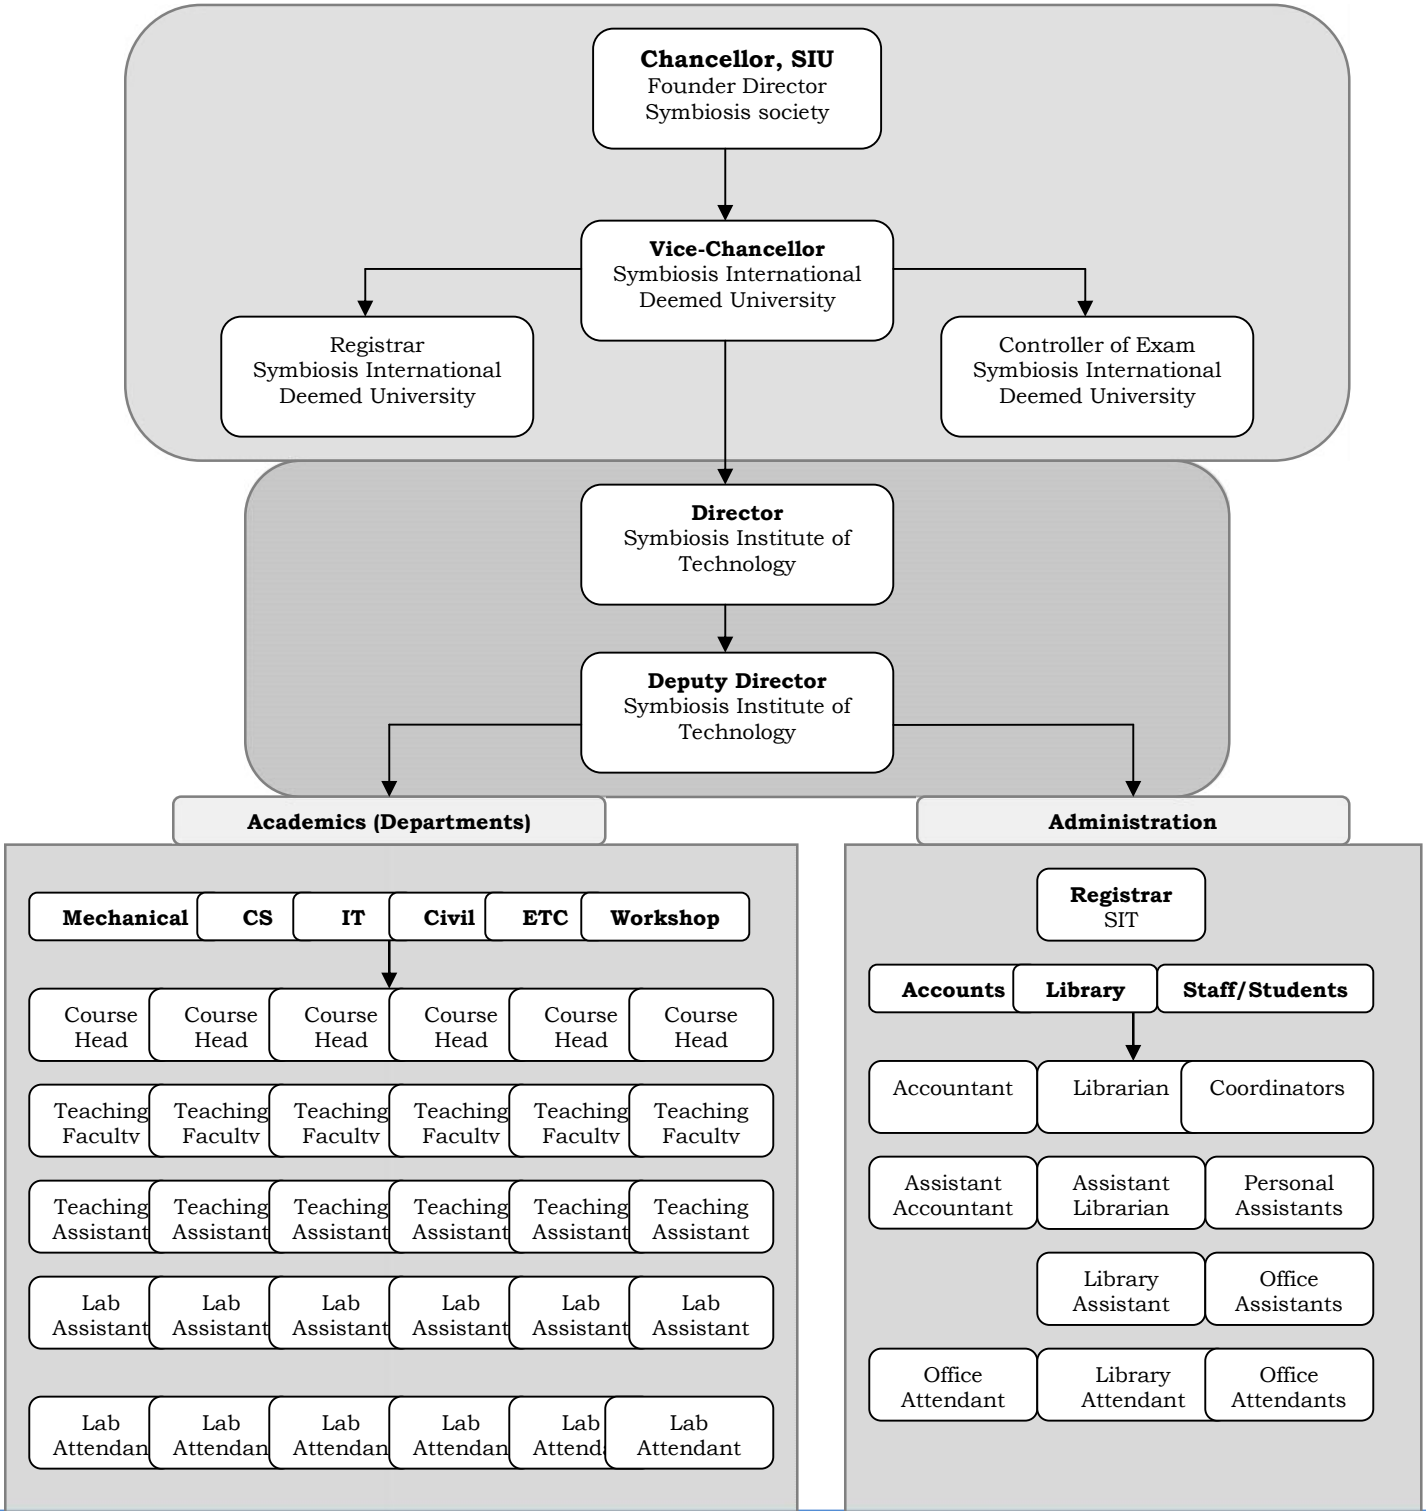 Chancellor, SIU
Founder Director
Symbiosis society
Vice-Chancellor
Symbiosis International
Deemed University
Registrar
Symbiosis International
Deemed University
Controller of Exam
Symbiosis International
Deemed University
Director
Symbiosis Institute of
Technology
Deputy Director
Symbiosis Institute of
Technology
Academics (Departments)
Administration
Mechanical CS IT Civil ETC Workshop
Course Course Course Course Course Course
Head Head Head Head Head Head
Teaching Teaching Teaching Teaching Teaching Teaching
Faculty Faculty Faculty Faculty Faculty Faculty
Teaching Teaching Teaching Teaching Teaching Teaching
Assistant Assistant Assistant Assistant Assistant Assistant
Lab Lab Lab Lab Lab Lab
Assistant Assistant Assistant Assistant Assistant Assistant
Lab Lab Lab Lab Lab Lab
Attendan Attendan Attendan Attendan Attenda Attendant
Registrar
SIT
Accounts Library Staff/Students
Accountant Librarian Coordinators
Assistant Assistant Personal
Accountant Librarian Assistants
Library Office
Assistant Assistants
Office Library Office
Attendant Attendant Attendants